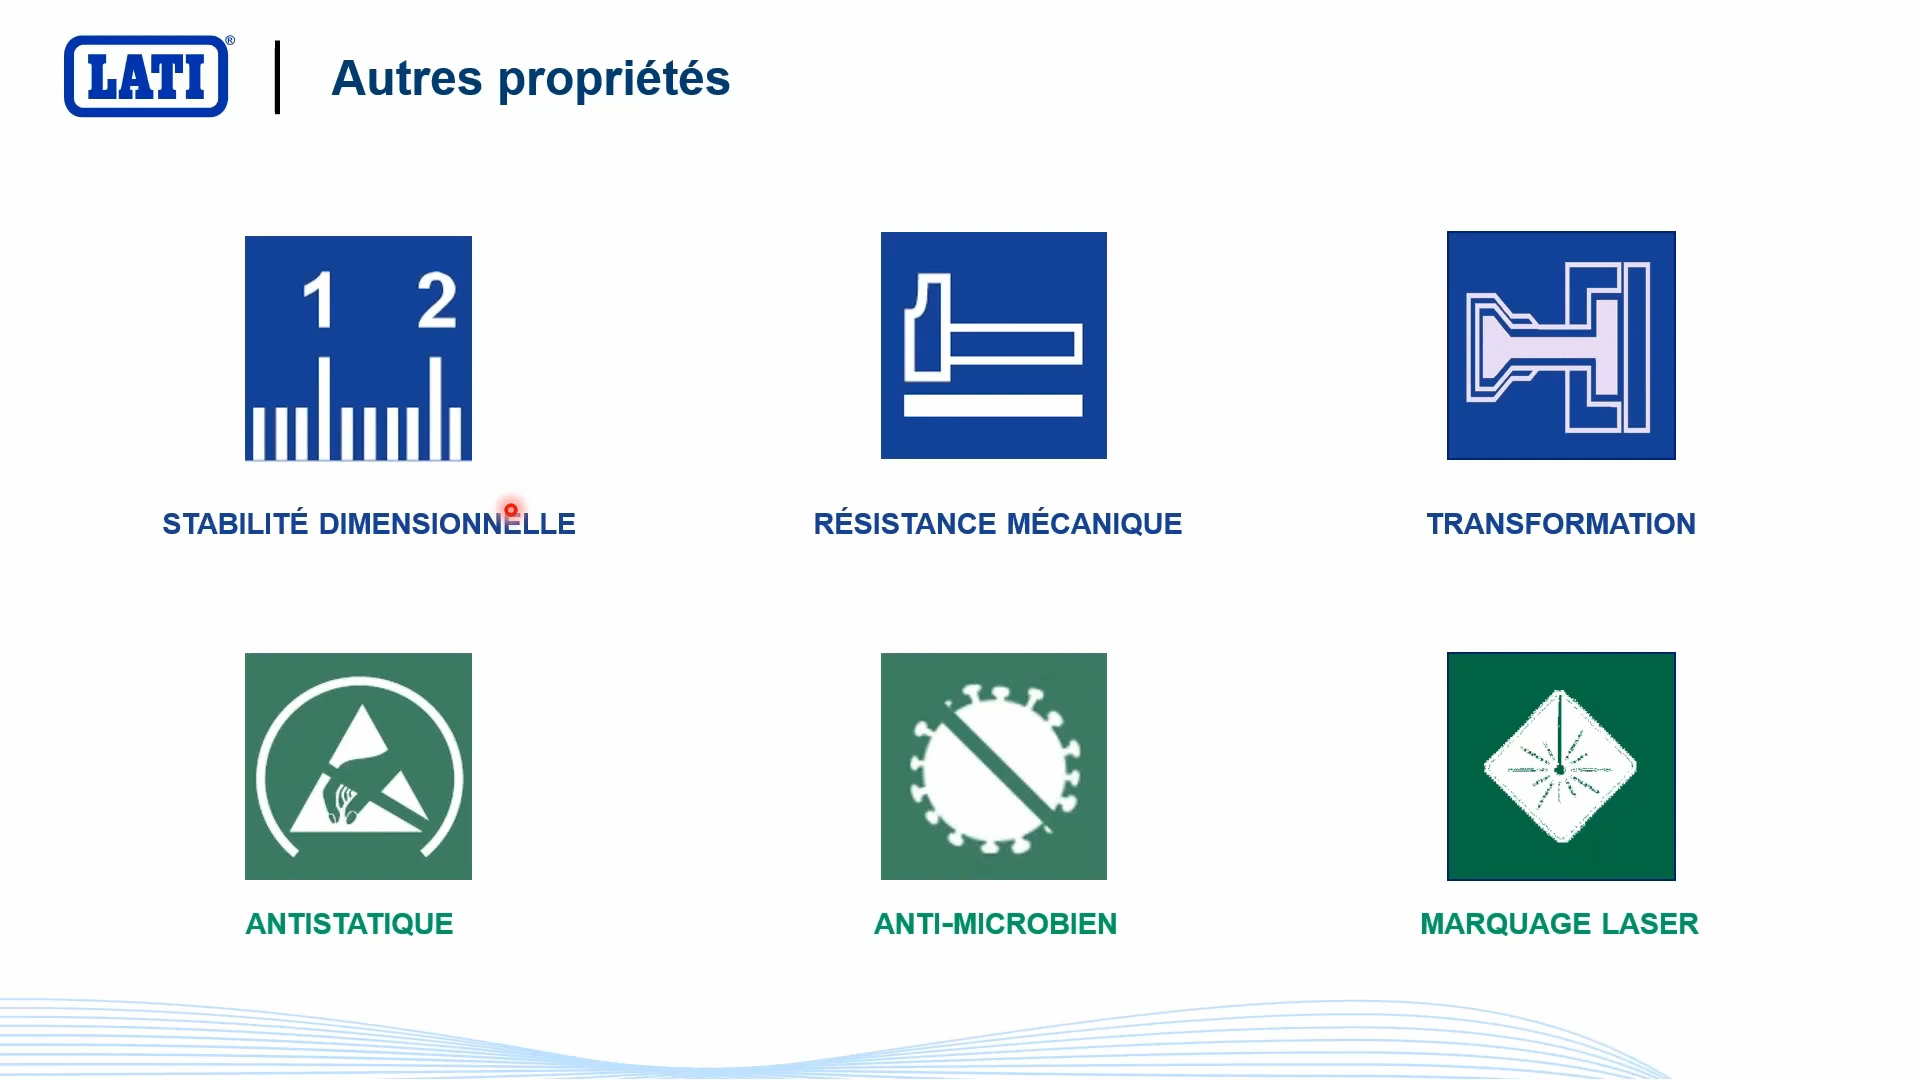 LATI®
Autres propriétés
1 2
STABILITÉ DIMENSIONNELLE
RÉSISTANCE MÉCANIQUE
TRANSFORMATION
ANTISTATIQUE
ANTI-MICROBIEN
MARQUAGE LASER